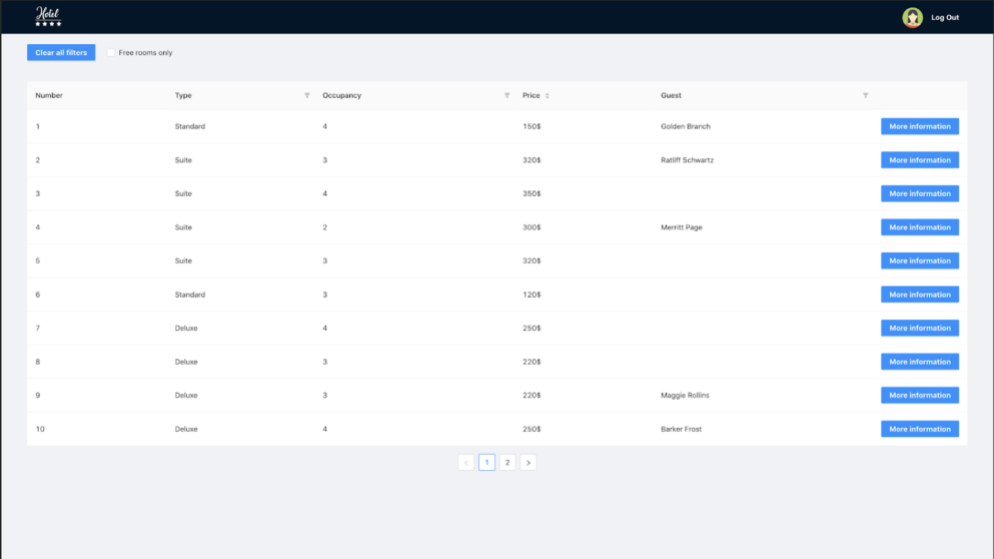 Hotel
Log Out
Clear all filters Free rooms only
Number Type Occupancy Price Guest
1 Standard 4 150$ Golden Branch More information
2 Suite 3 320$ Ratliff Schwartz More information
3 Suite 4 350$ More information
4 Suite 2 300$ Merritt Page More information
5 Suite 3 320$ More information
6 Standard 3 120$ More information
7 Deluxe 4 250$ More information
8 Deluxe 3 220$ More information
9 Deluxe 3 220$ Maggie Rollins More information
10 Deluxe 4 250$ Barker Frost More information
< 1 2 >